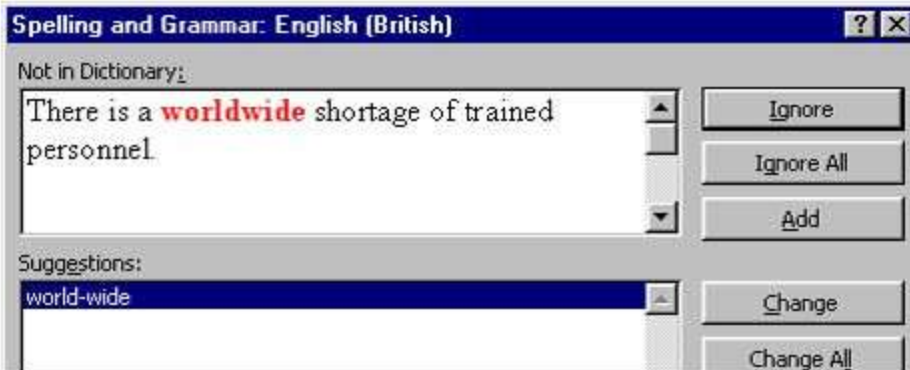 Spelling and Grammar: English (British)
Not in Dictionary:
There is a worldwide shortage of trained
personnel.
Ignore
Ignore All
Add
Suggestions:
world-wide
Change
Change All